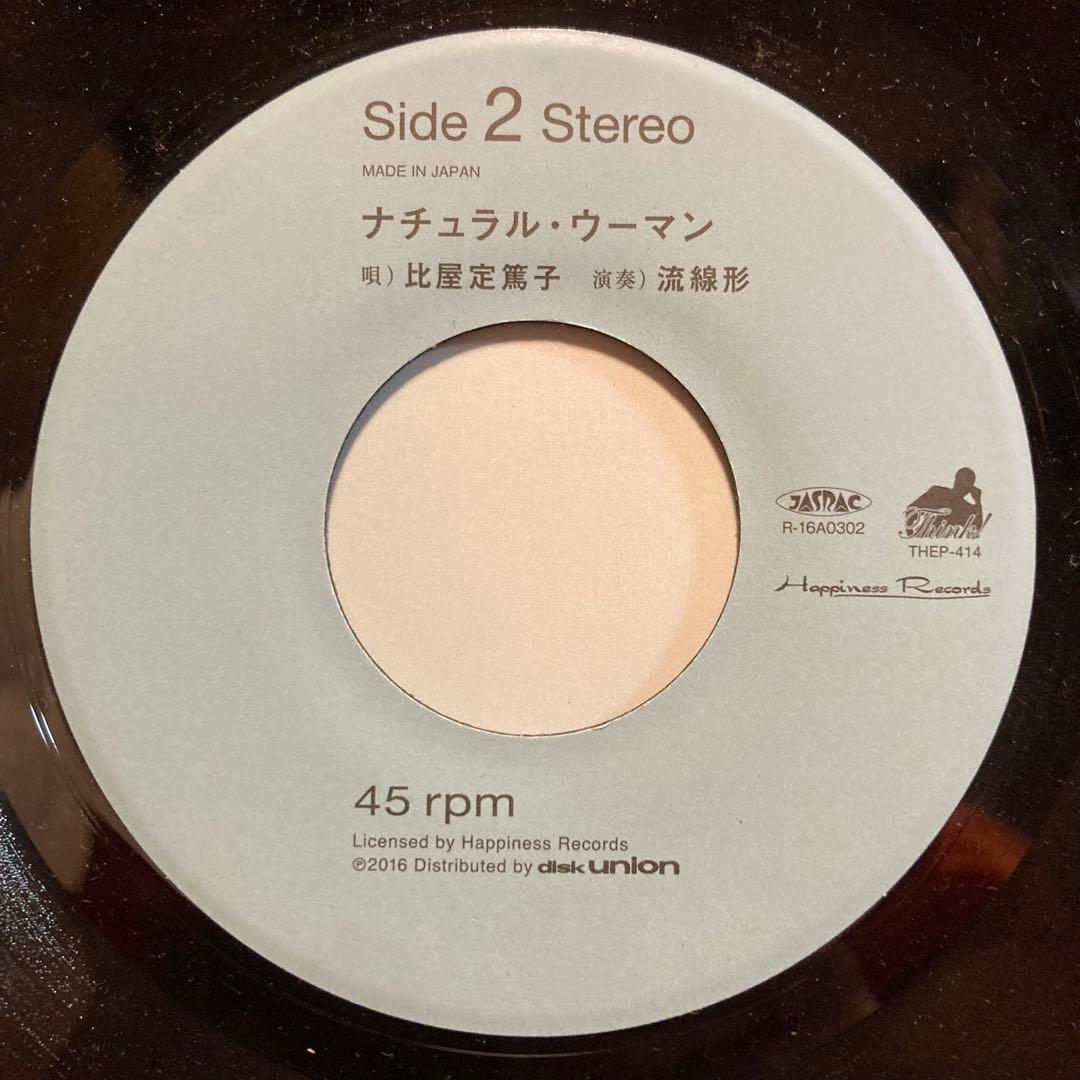 Side 2 Stereo
MADE IN JAPAN
ナチュラル・ウーマン
唄）比屋定篤子　演奏）流線形
JASRAC
R-16A0302
Think!
THEP-414
Happiness Records
45 rpm
Licensed by Happiness Records
℗2016 Distributed by disk union